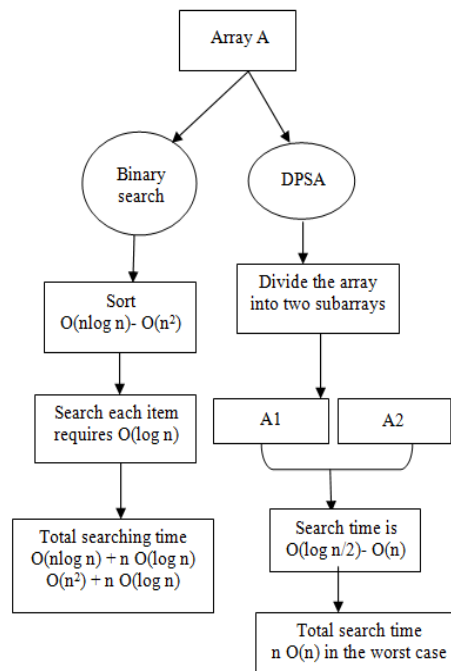 Array A
Binary
search
DPSA
Sort
O(nlog n)- O(n²)
Divide the array
into two subarrays
Search each item
requires O(log n)
A1
A2
Total searching time
O(nlog n) + n O(log n)
O(n²) + n O(log n)
Search time is
O(log n/2)- O(n)
Total search time
n O(n) in the worst case